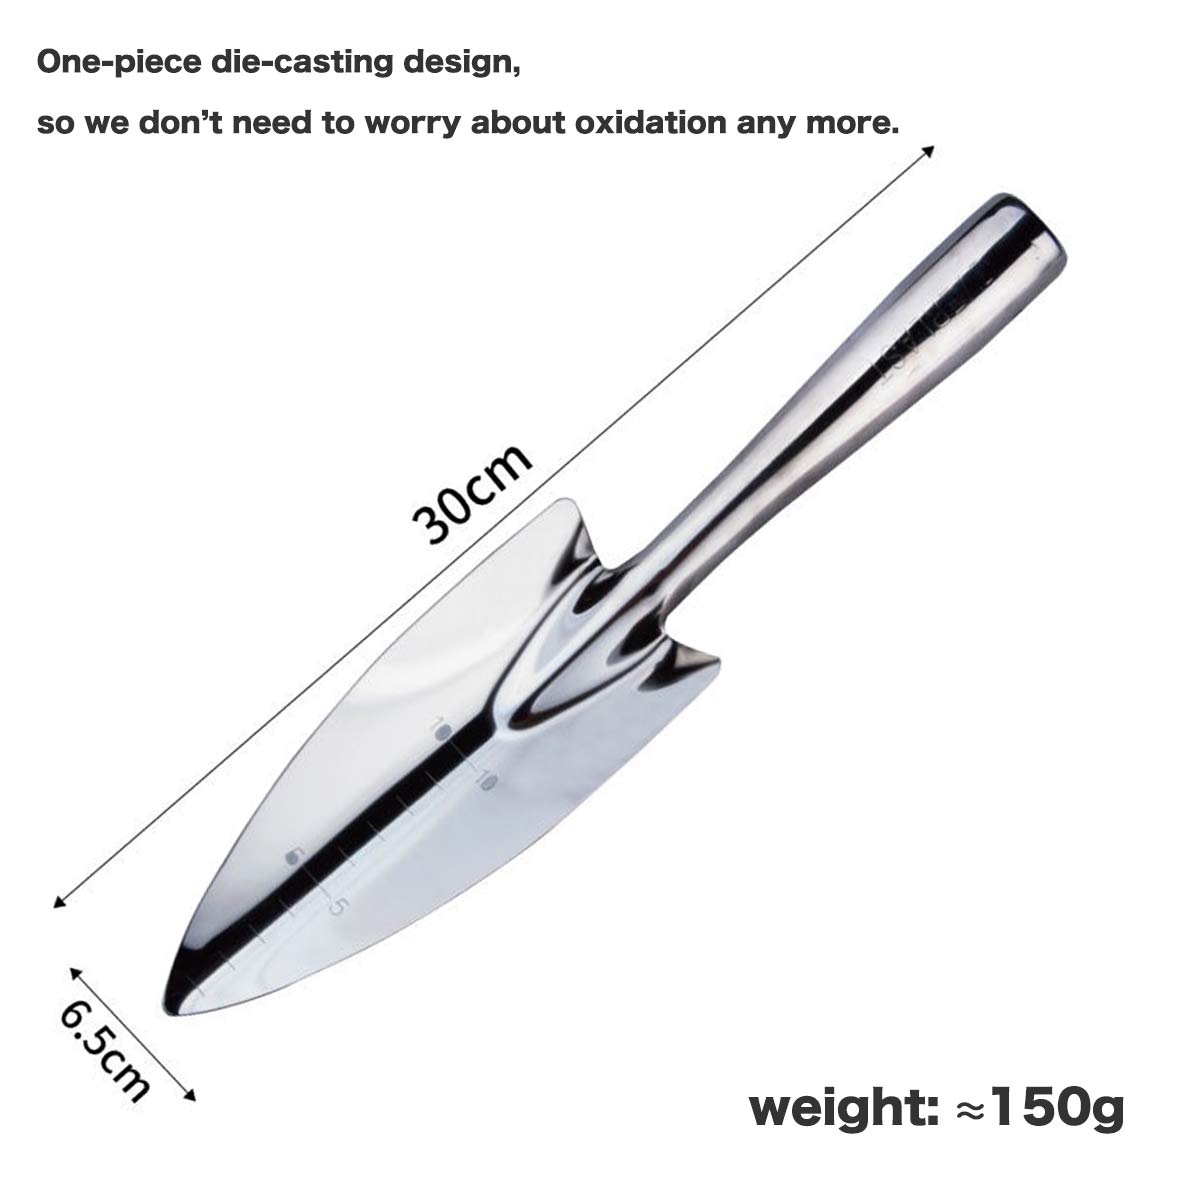 One-piece die-casting design,
so we don't need to worry about oxidation any more.
30cm
10
10
5
5
6.5cm
weight: ≈150g